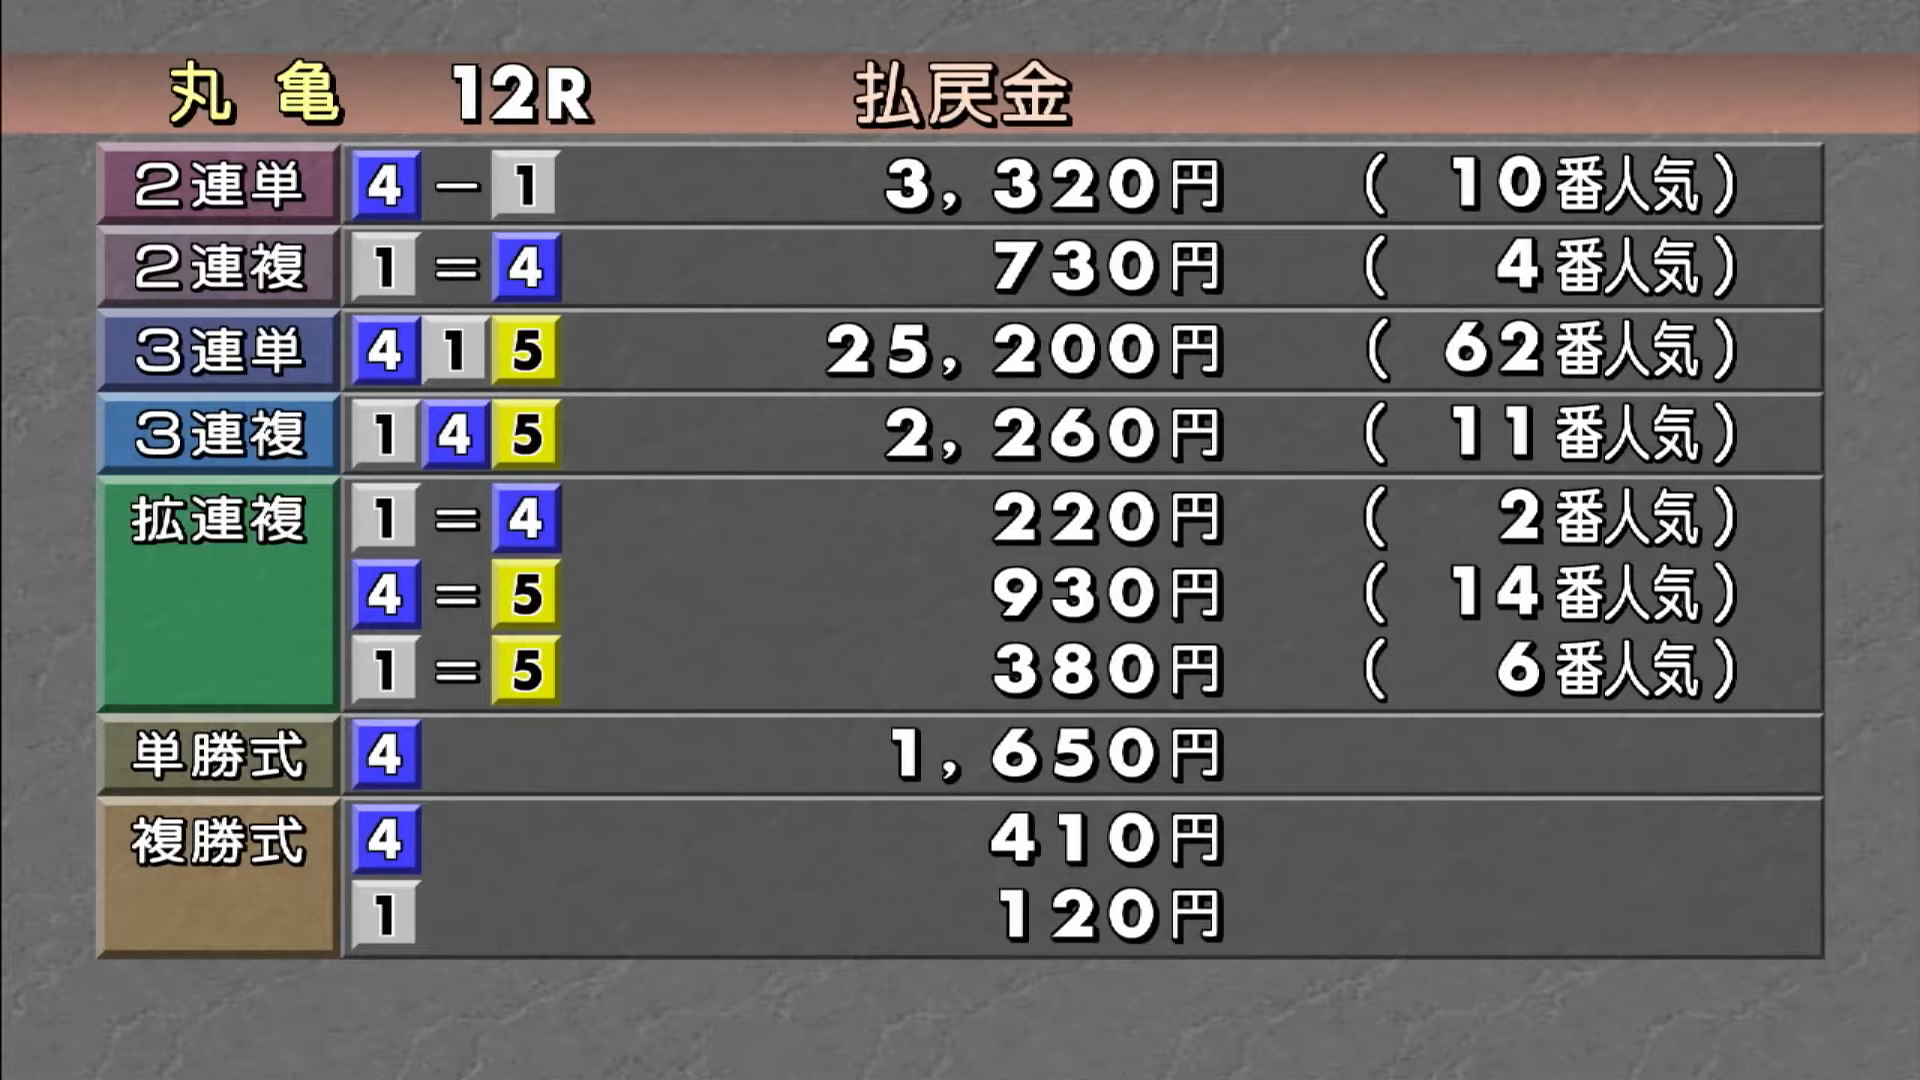 丸亀 12R 払戻金
2連単 4 － 1 3,320円 ( 10番人気)
2連複 1 ＝ 4 730円 ( 4番人気)
3連単 4 1 5 25,200円 ( 62番人気)
3連複 1 4 5 2,260円 ( 11番人気)
拡連複 1 ＝ 4 220円 ( 2番人気)
4 ＝ 5 930円 ( 14番人気)
1 ＝ 5 380円 ( 6番人気)
単勝式 4 1,650円
複勝式 4 410円
1 120円